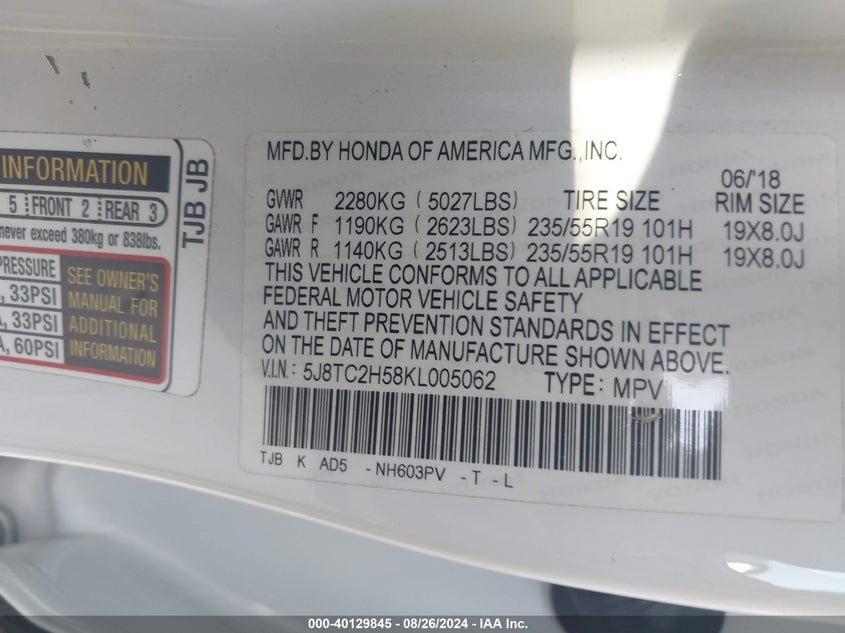 INFORMATION
5 FRONT 2 REAR 3
never exceed 380kg or 838lbs.
PRESSURE
, 33PSI
, 33PSI
, 60PSI
SEE OWNER'S
MANUAL FOR
ADDITIONAL
INFORMATION
TJB JB
MFD.BY HONDA OF AMERICA MFG.,INC.
06/'18
GVWR 2280KG (5027LBS) TIRE SIZE RIM SIZE
GAWR F 1190KG (2623LBS) 235/55R19 101H 19X8.0J
GAWR R 1140KG (2513LBS) 235/55R19 101H 19X8.0J
THIS VEHICLE CONFORMS TO ALL APPLICABLE
FEDERAL MOTOR VEHICLE SAFETY
AND THEFT PREVENTION STANDARDS IN EFFECT
ON THE DATE OF MANUFACTURE SHOWN ABOVE.
V.I.N.: 5J8TC2H58KL005062 TYPE: MPV
TJB K AD5 -NH603PV -T -L
000-40129845 - 08/26/2024 - IAA Inc.